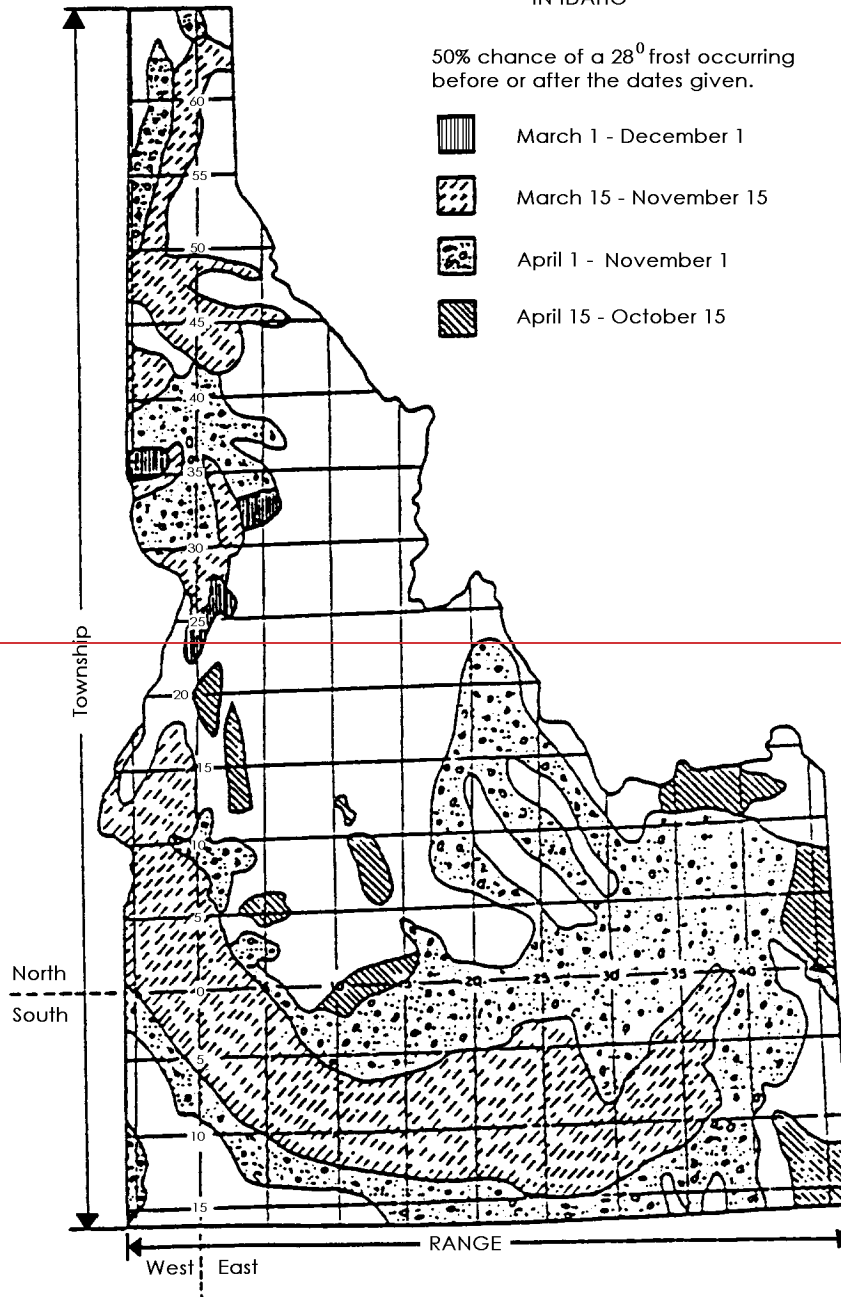 IN IDAHO
50% chance of a 28⁰ frost occurring
before or after the dates given.
March 1 - December 1
March 15 - November 15
April 1 - November 1
April 15 - October 15
60
55
50
45
40
35
30
25
20
15
10
5
0
5
10
15
20
25
30
35
40
Township
North
South
RANGE
West
East